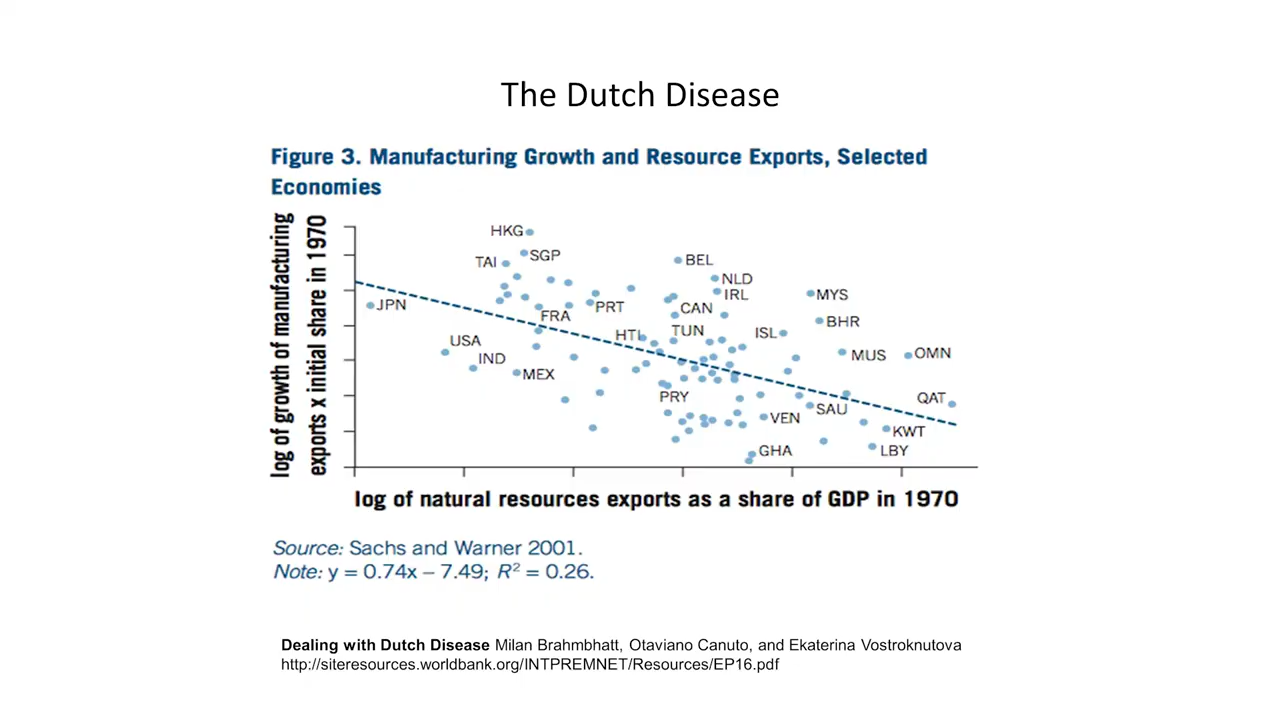 The Dutch Disease
Figure 3. Manufacturing Growth and Resource Exports, Selected
Economies
log of growth of manufacturing
exports x initial share in 1970
HKG
SGP
TAI
BEL
NLD
IRL
MYS
JPN
PRT
CAN
FRA
BHR
HTI
TUN
ISL
USA
IND
MUS
OMN
MEX
PRY
SAU
QAT
VEN
KWT
GHA
LBY
log of natural resources exports as a share of GDP in 1970
Source: Sachs and Warner 2001.
Note: y = 0.74x – 7.49; R² = 0.26.
Dealing with Dutch Disease Milan Brahmbhatt, Otaviano Canuto, and Ekaterina Vostroknutova
http://siteresources.worldbank.org/INTPREMNET/Resources/EP16.pdf